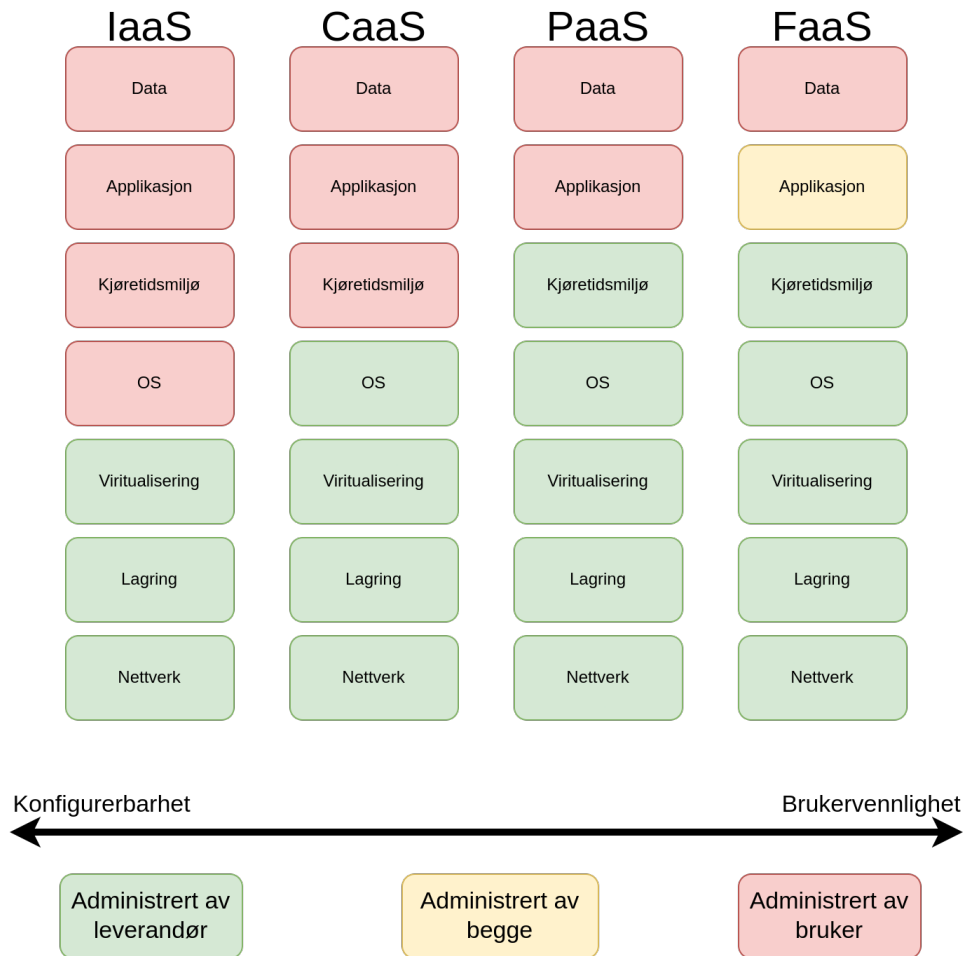 IaaS CaaS PaaS FaaS
Data Data Data Data
Applikasjon Applikasjon Applikasjon Applikasjon
Kjøretidsmiljø Kjøretidsmiljø Kjøretidsmiljø Kjøretidsmiljø
OS OS OS OS
Viritualisering Viritualisering Viritualisering Viritualisering
Lagring Lagring Lagring Lagring
Nettverk Nettverk Nettverk Nettverk
Konfigurerbarhet Brukervennlighet
Administrert av Administrert av Administrert av
leverandør begge bruker